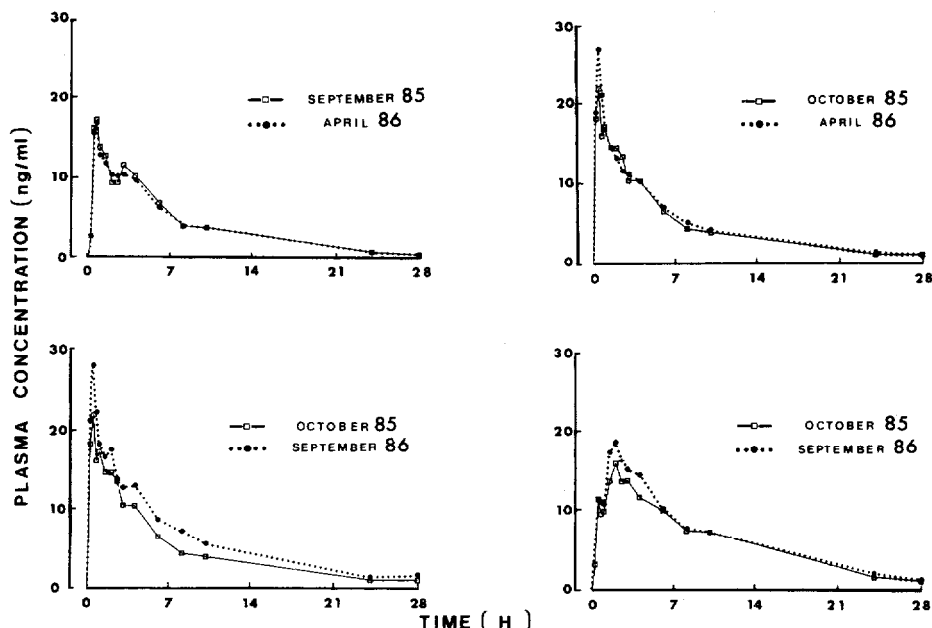 PLASMA CONCENTRATION (ng/ml)
30
20
10
0
SEPTEMBER 85
APRIL 86
0 7 14 21 28
30
20
10
0
OCTOBER 85
APRIL 86
0 7 14 21 28
30
20
10
0
OCTOBER 85
SEPTEMBER 86
0 7 14 21 28
30
20
10
0
OCTOBER 85
SEPTEMBER 86
0 7 14 21 28
TIME ( H )